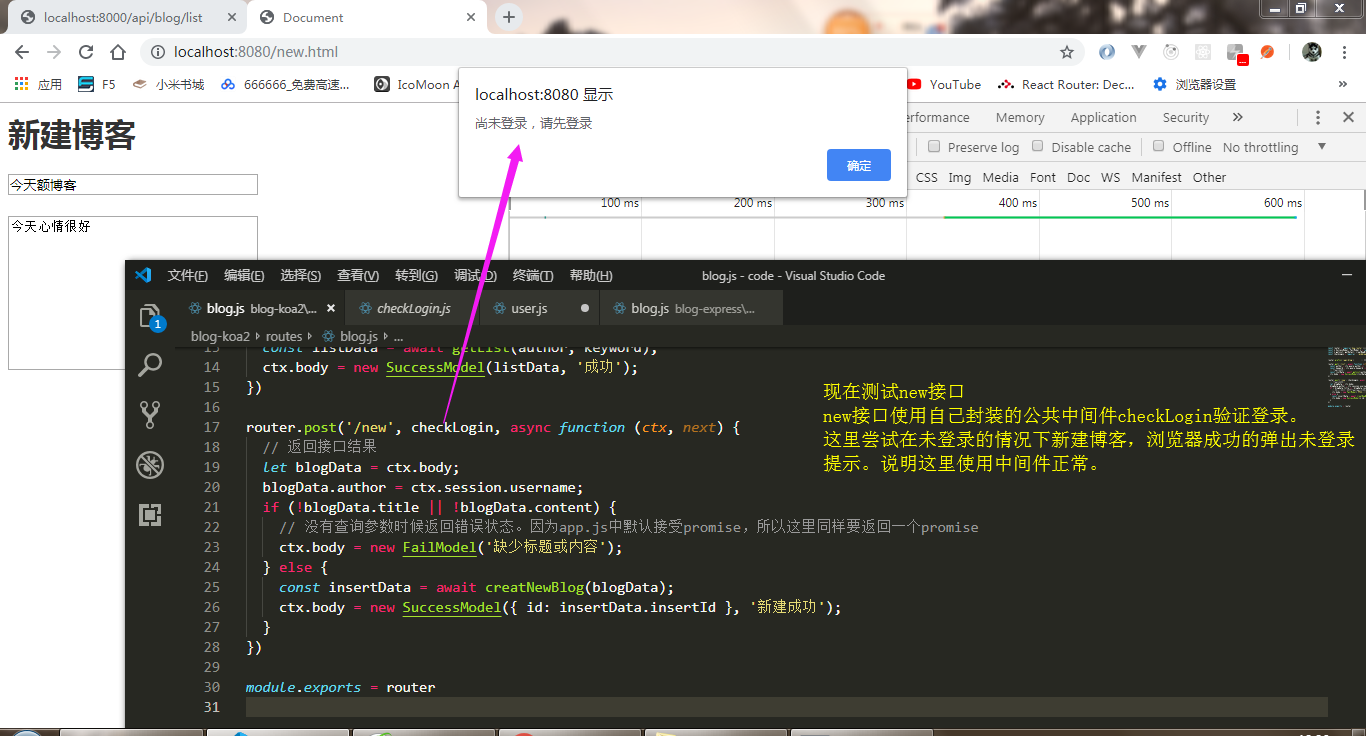 localhost:8000/api/blog/list
Document
localhost:8080/new.html
应用
F5
小米书城
666666_免费高速...
IcoMoon A
YouTube
React Router: Dec...
浏览器设置
»
localhost:8080 显示
尚未登录，请先登录
确定
新建博客
今天额博客
今天心情很好
erformance Memory Application Security »
Preserve log Disable cache Offline No throttling
CSS Img Media Font Doc WS Manifest Other
100 ms 200 ms 300 ms 400 ms 500 ms 600 ms
文件(F) 编辑(E) 选择(S) 查看(V) 转到(G) 调试(D) 终端(T) 帮助(H)
blog.js - code - Visual Studio Code
blog.js blog-koa2\...
checkLogin.js
user.js
blog.js blog-express\...
1
blog-koa2 routes blog.js ...
13 const listData = await getList(author, keyword);
14 ctx.body = new SuccessModel(listData, '成功');
15 })
16
17 router.post('/new', checkLogin, async function (ctx, next) {
18 // 返回接口结果
19 let blogData = ctx.body;
20 blogData.author = ctx.session.username;
21 if (!blogData.title || !blogData.content) {
22 // 没有查询参数时候返回错误状态。因为app.js中默认接受promise，所以这里同样要返回一个promise
23 ctx.body = new FailModel('缺少标题或内容');
24 } else {
25 const insertData = await creatNewBlog(blogData);
26 ctx.body = new SuccessModel({ id: insertData.insertId }, '新建成功');
27 }
28 })
29
30 module.exports = router
31
现在测试new接口
new接口使用自己封装的公共中间件checkLogin验证登录。
这里尝试在未登录的情况下新建博客，浏览器成功的弹出未登录
提示。说明这里使用中间件正常。